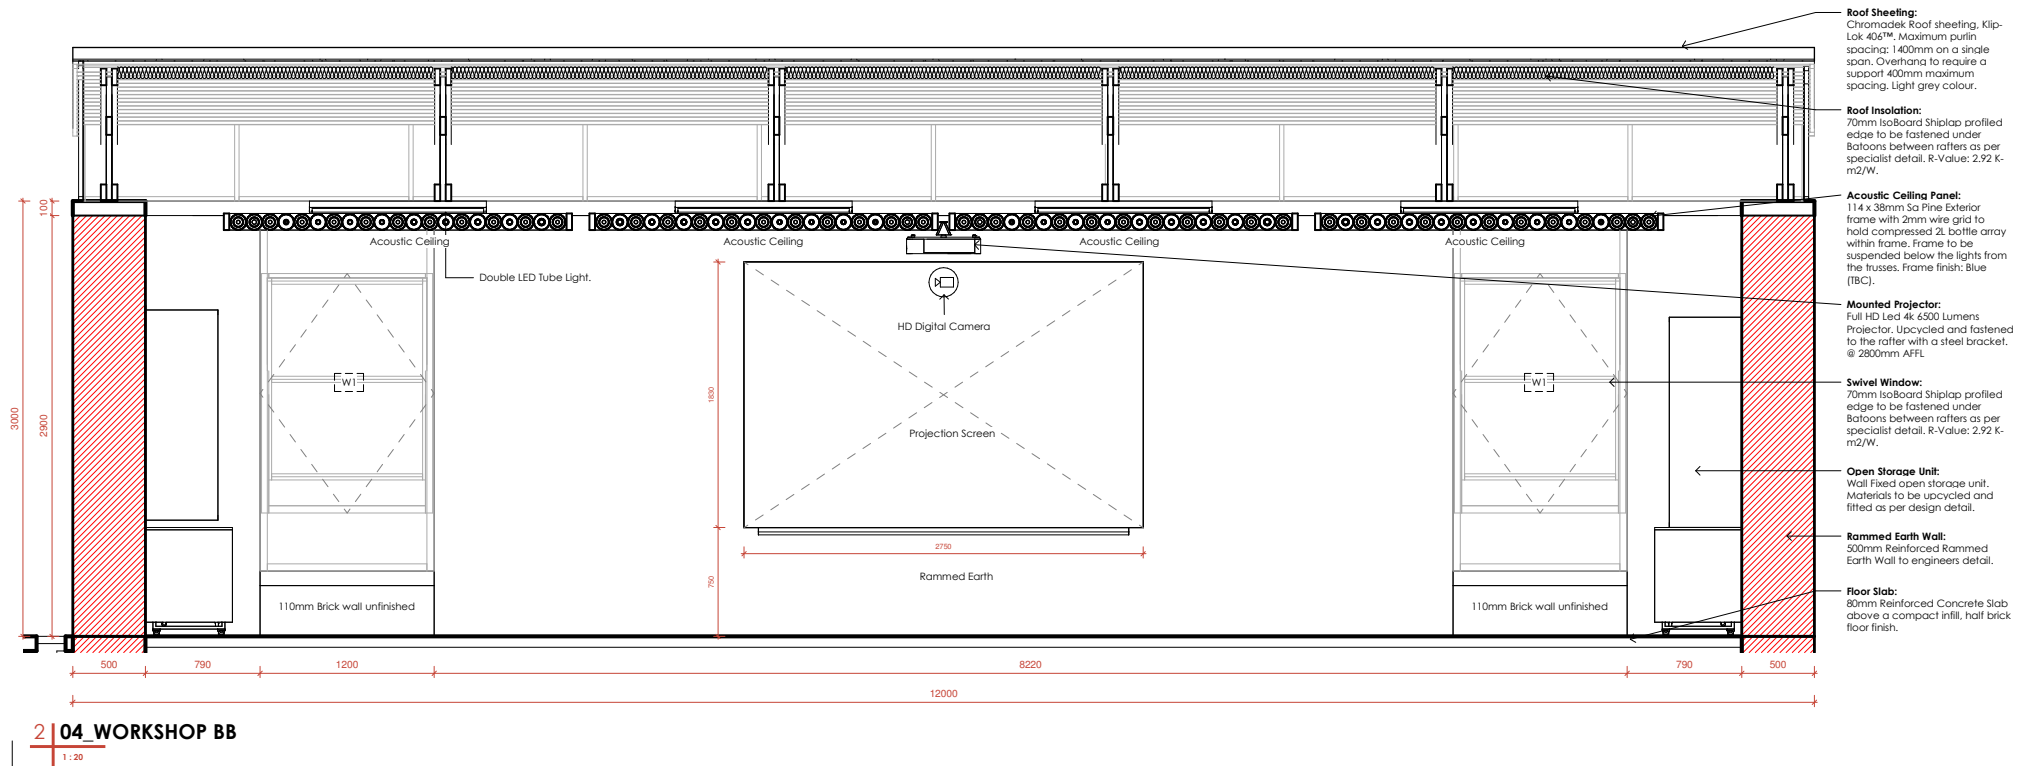 Roof Sheeting:
Chromadek Roof sheeting, Klip-
Lok 406™. Maximum purlin
spacing: 1400mm on a single
span. Overhang to require a
support 400mm maximum
spacing. Light grey colour.
Roof Insolation:
70mm IsoBoard Shiplap profiled
edge to be fastened under
Batoons between rafters as per
specialist detail. R-Value: 2.92 K-
m2/W.
Acoustic Ceiling Panel:
114 x 38mm Sa Pine Exterior
frame with 2mm wire grid to
hold compressed 2L bottle array
within frame. Frame to be
suspended below the lights from
the trusses. Frame finish: Blue
(TBC).
Mounted Projector:
Full HD Led 4k 6500 Lumens
Projector. Upcycled and fastened
to the rafter with a steel bracket.
@ 2800mm AFFL
Swivel Window:
70mm IsoBoard Shiplap profiled
edge to be fastened under
Batoons between rafters as per
specialist detail. R-Value: 2.92 K-
m2/W.
Open Storage Unit:
Wall Fixed open storage unit.
Materials to be upcycled and
fitted as per design detail.
Rammed Earth Wall:
500mm Reinforced Rammed
Earth Wall to engineers detail.
Floor Slab:
80mm Reinforced Concrete Slab
above a compact infill, half brick
floor finish.
Acoustic Ceiling
Acoustic Ceiling
Acoustic Ceiling
Acoustic Ceiling
Double LED Tube Light.
HD Digital Camera
W1
W1
Projection Screen
Rammed Earth
110mm Brick wall unfinished
110mm Brick wall unfinished
100
3000
2900
1830
750
2750
500
790
1200
8220
790
500
12000
2
04_WORKSHOP BB
1 : 20